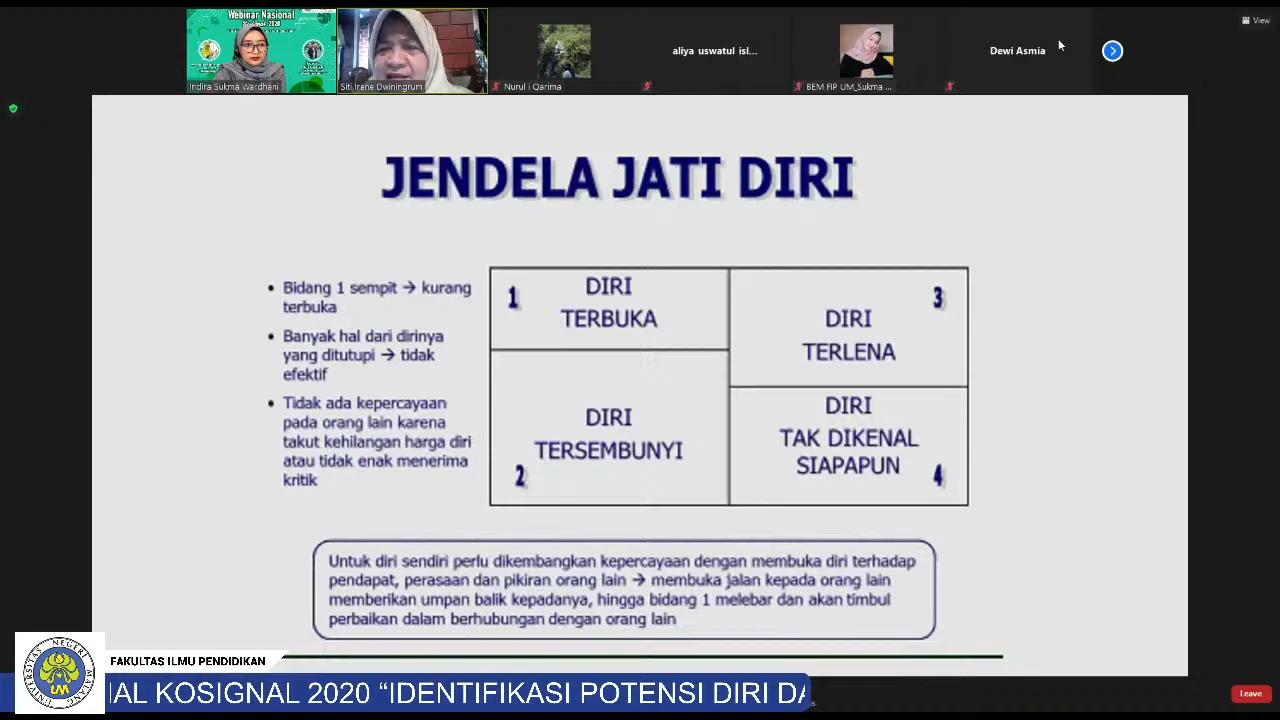 Webinar Nasional
Kosignal 2020
Indira Sukma Wardhani
Siti Irene Dwiningrum
Nurul i Qarima
aliya uswatul isl...
BEM FIP UM_Sukma ...
Dewi Asmia
View
JENDELA JATI DIRI
• Bidang 1 sempit → kurang
terbuka
• Banyak hal dari dirinya
yang ditutupi → tidak
efektif
• Tidak ada kepercayaan
pada orang lain karena
takut kehilangan harga diri
atau tidak enak menerima
kritik
1
DIRI
TERBUKA
3
DIRI
TERLENA
DIRI
TERSEMBUNYI
2
DIRI
TAK DIKENAL
SIAPAPUN
4
Untuk diri sendiri perlu dikembangkan kepercayaan dengan membuka diri terhadap
pendapat, perasaan dan pikiran orang lain → membuka jalan kepada orang lain
memberikan umpan balik kepadanya, hingga bidang 1 melebar dan akan timbul
perbaikan dalam berhubungan dengan orang lain
UNIVERSITAS NEGERI MALANG
UM
FAKULTAS ILMU PENDIDIKAN
IAL KOSIGNAL 2020 “IDENTIFIKASI POTENSI DIRI DA
Leave